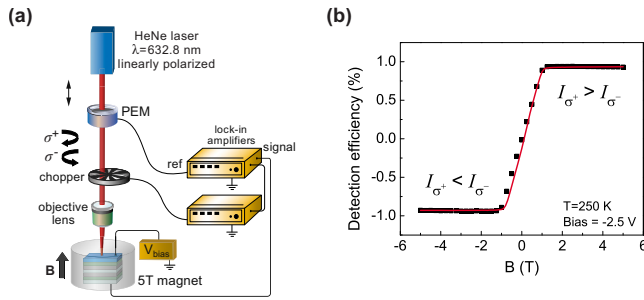 (a)
HeNe laser
λ=632.8 nm
linearly polarized
PEM
σ+
σ-
lock-in
amplifiers
signal
ref
chopper
objective
lens
Vbias
B
5T magnet
(b)
Detection efficiency (%)
1.0
0.5
0.0
-0.5
-1.0
Iσ+ > Iσ-
Iσ+ < Iσ-
T=250 K
Bias = -2.5 V
-6 -4 -2 0 2 4 6
B (T)